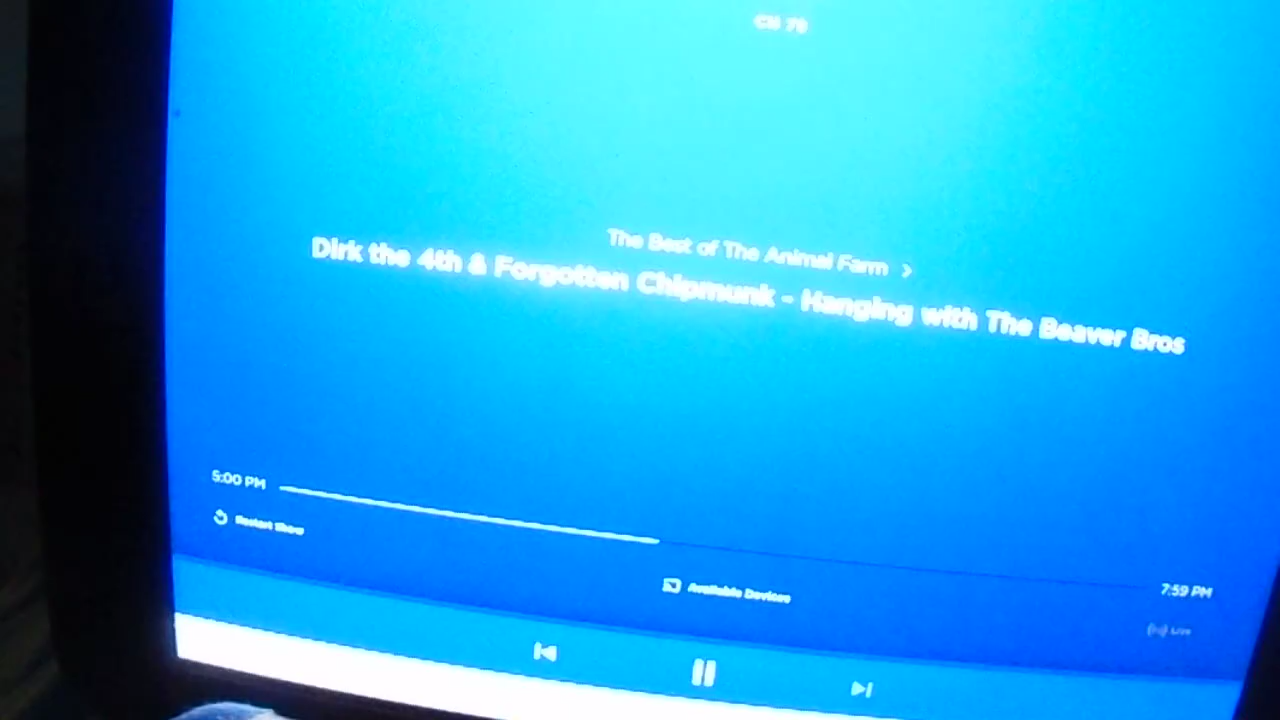 CH 79
The Best of The Animal Farm
Dirk the 4th & Forgotten Chipmunk - Hanging with The Beaver Bros
5:00 PM
7:59 PM
Restart Show
Available Devices
Live